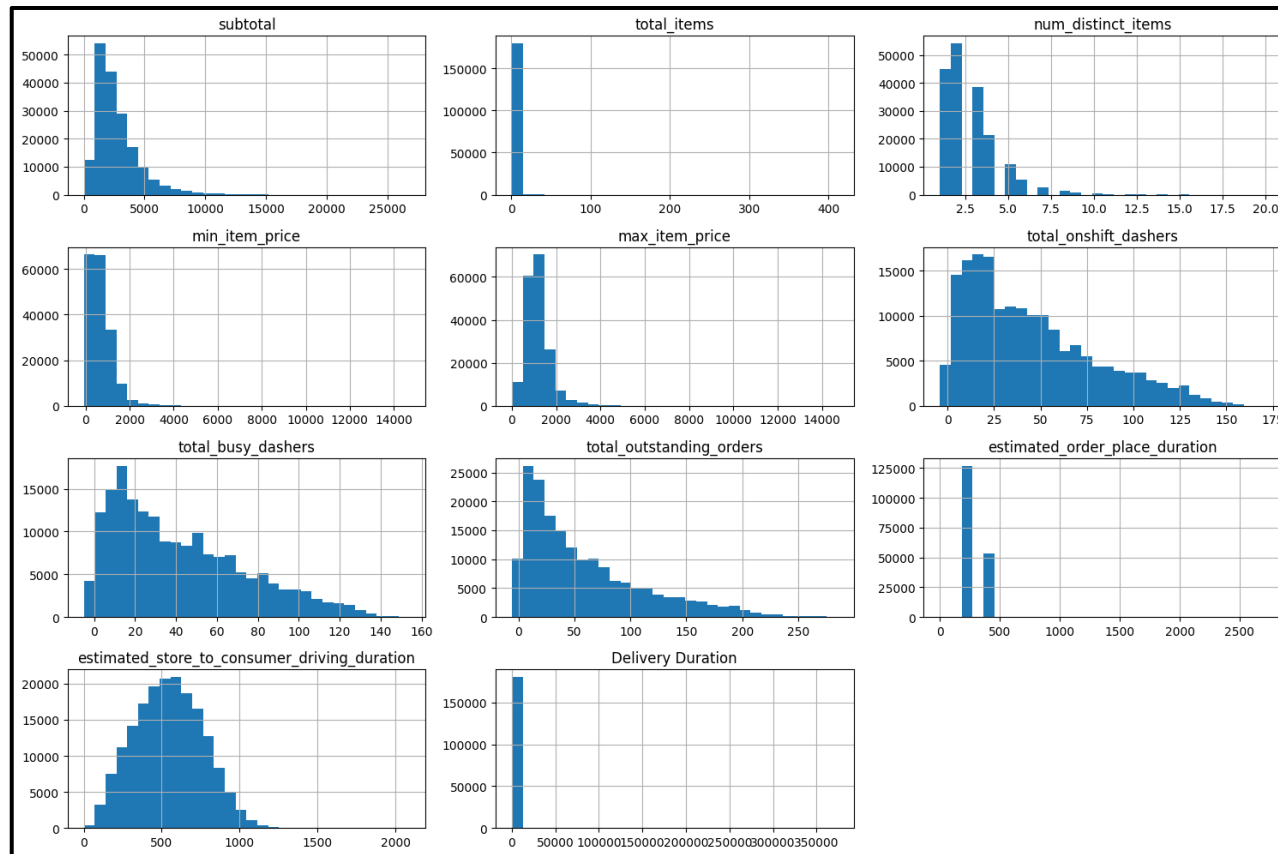 subtotal
50000
40000
30000
20000
10000
0
0 5000 10000 15000 20000 25000
total_items
150000
100000
50000
0
0 100 200 300 400
num_distinct_items
50000
40000
30000
20000
10000
0
2.5 5.0 7.5 10.0 12.5 15.0 17.5 20.0
min_item_price
60000
40000
20000
0
0 2000 4000 6000 8000 10000 12000 14000
max_item_price
60000
40000
20000
0
0 2000 4000 6000 8000 10000 12000 14000
total_onshift_dashers
15000
10000
5000
0
0 25 50 75 100 125 150 175
total_busy_dashers
15000
10000
5000
0
0 20 40 60 80 100 120 140 160
total_outstanding_orders
25000
20000
15000
10000
5000
0
0 50 100 150 200 250
estimated_order_place_duration
125000
100000
75000
50000
25000
0
0 500 1000 1500 2000 2500
estimated_store_to_consumer_driving_duration
20000
15000
10000
5000
0
0 500 1000 1500 2000
Delivery Duration
150000
100000
50000
0
0 50000 100000 150000 200000 250000 300000 350000